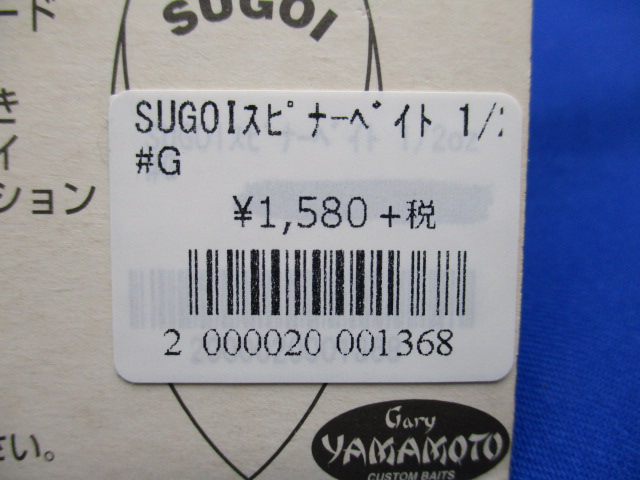 ード
SUGOI
き
イ
ション
SUGOIスピナーベイト 1/2
#G
¥1,580+税
2 000020 001368
さい。
Gary
YAMAMOTO
CUSTOM BAITS